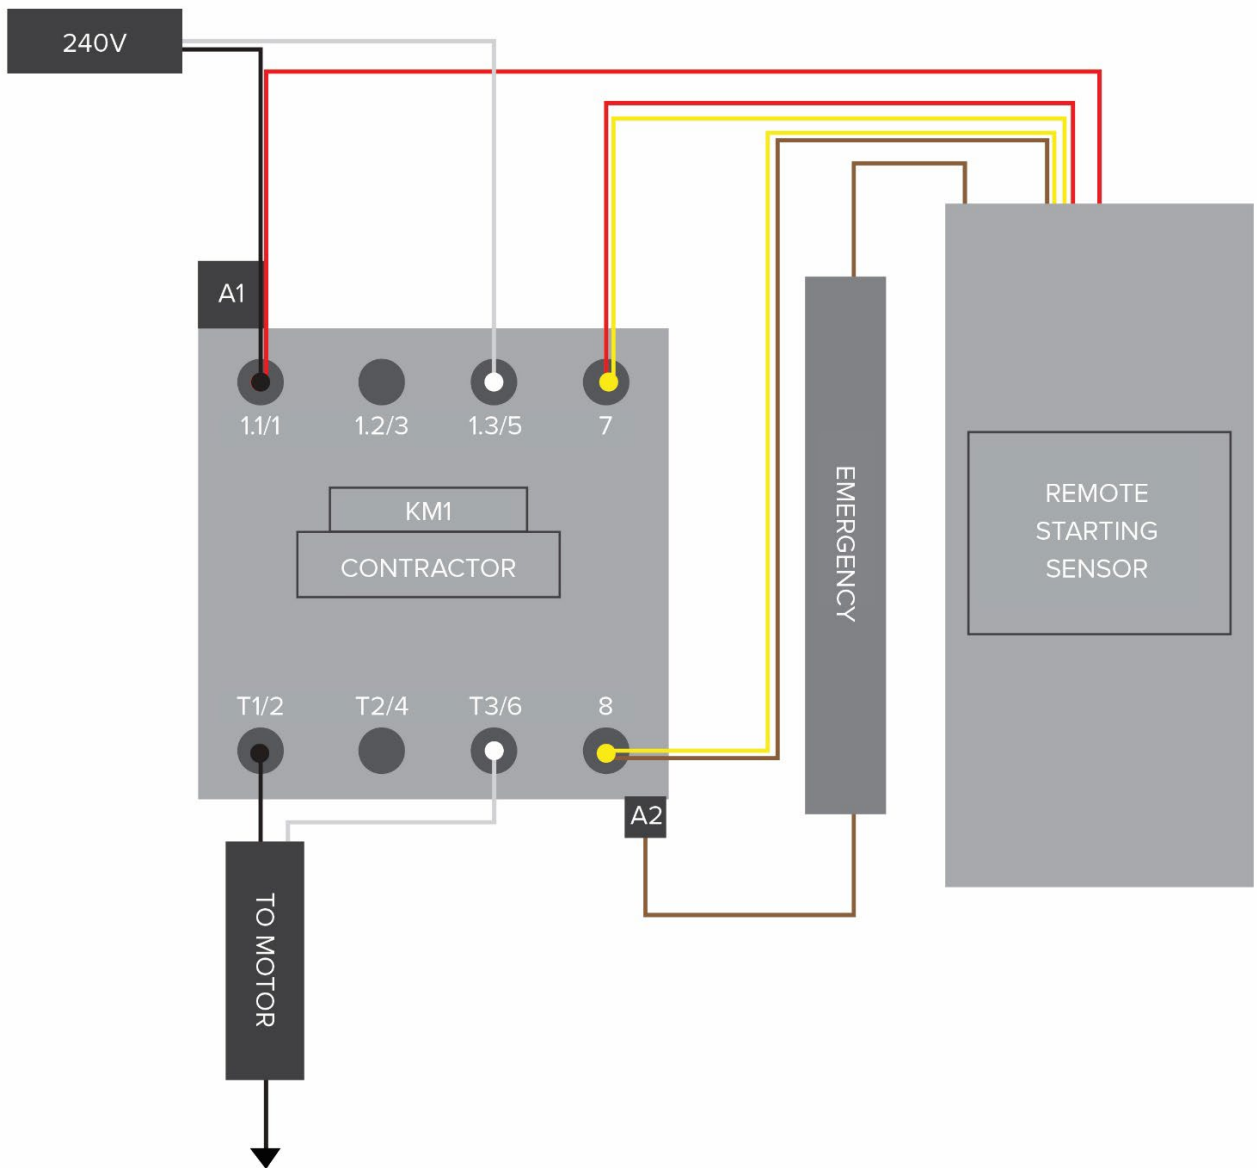 240V
A1
1.1/1
1.2/3
1.3/5
7
KM1
CONTRACTOR
EMERGENCY
REMOTE
STARTING
SENSOR
T1/2
T2/4
T3/6
8
A2
TO MOTOR